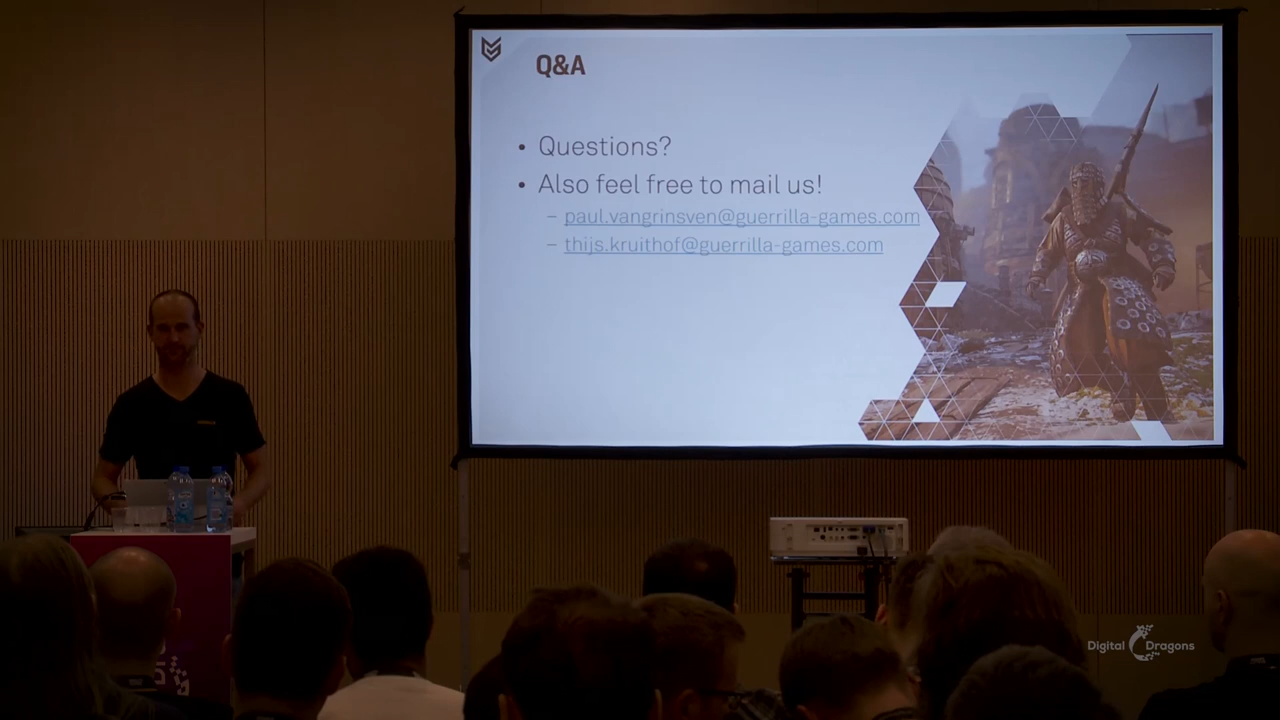 Q&A
• Questions?
• Also feel free to mail us!
– paul.vangrinsven@guerrilla-games.com
– thijs.kruithof@guerrilla-games.com
Digital Dragons